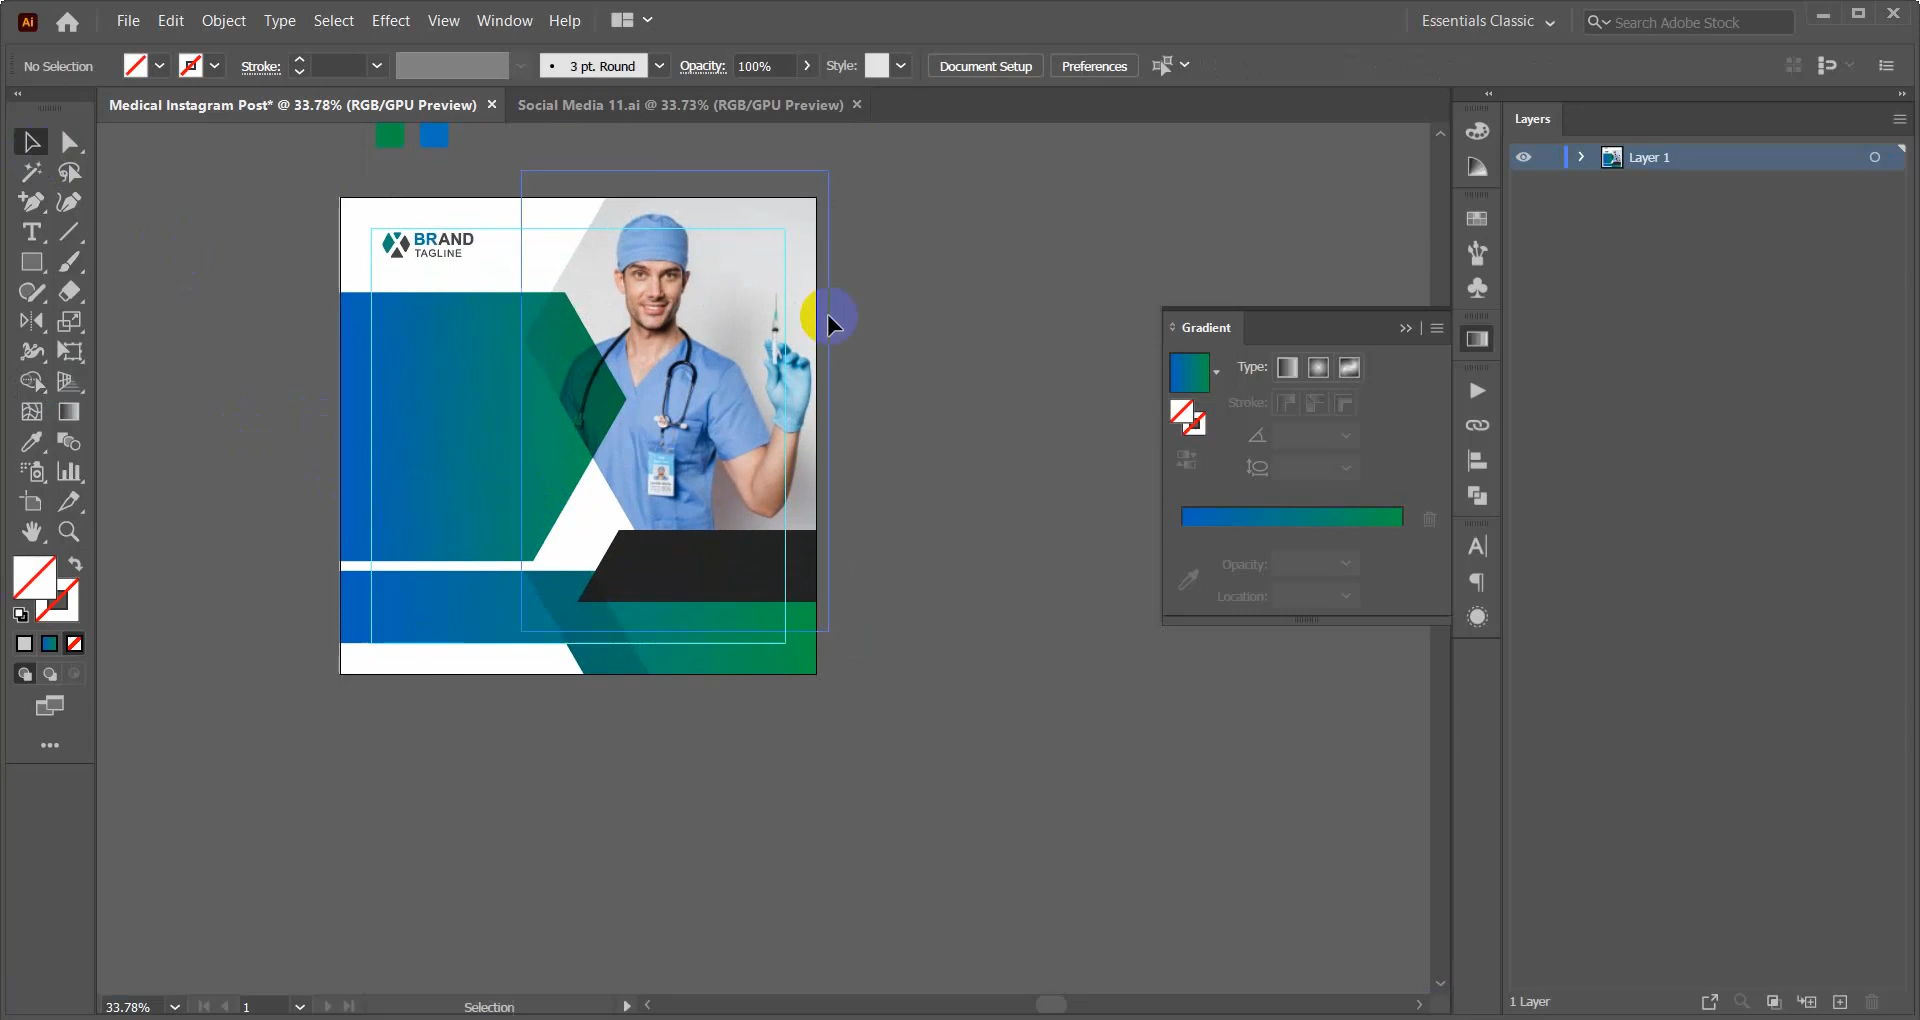 Ai File Edit Object Type Select Effect View Window Help Essentials Classic Search Adobe Stock
No Selection Stroke: 3 pt. Round Opacity: 100% Style: Document Setup Preferences
Medical Instagram Post* @ 33.78% (RGB/GPU Preview) Social Media 11.ai @ 33.73% (RGB/GPU Preview)
Layers
Layer 1
BRAND
TAGLINE
Gradient
Type:
Stroke:
Opacity:
Location:
33.78% 1 Selection
1 Layer